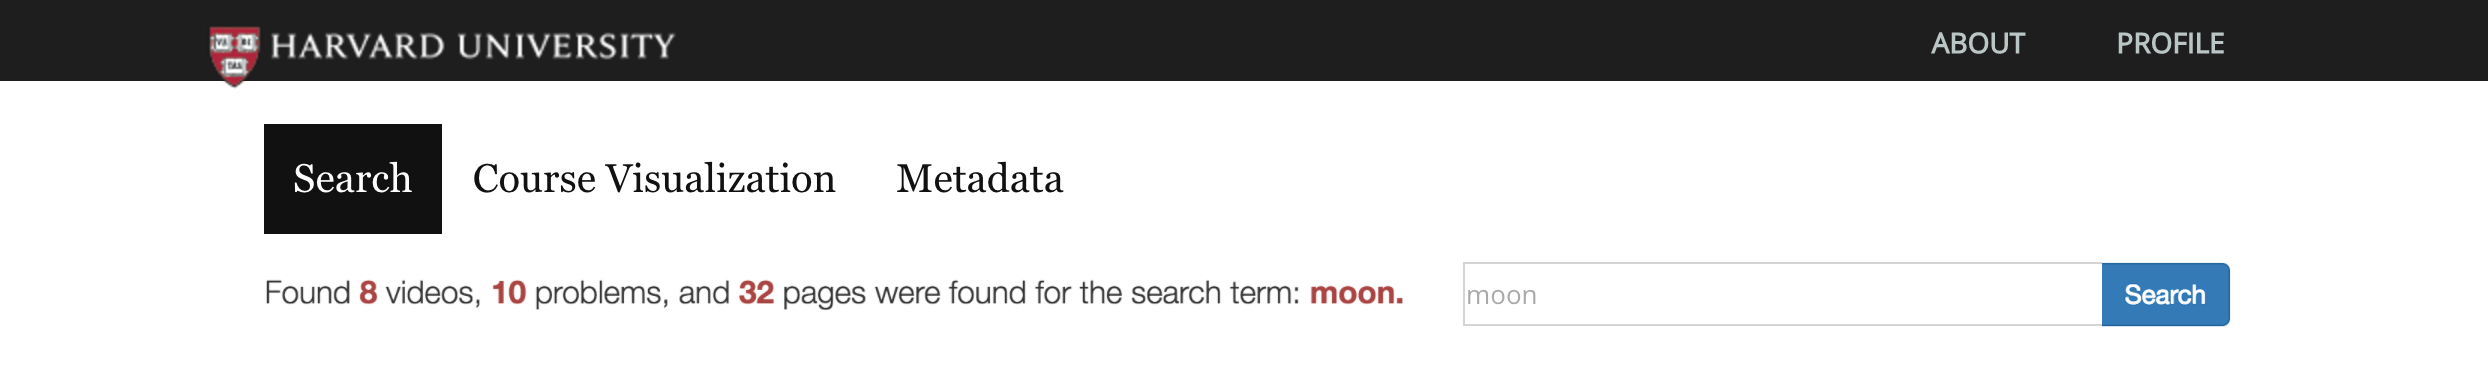 HARVARD UNIVERSITY ABOUT PROFILE
Search Course Visualization Metadata
Found 8 videos, 10 problems, and 32 pages were found for the search term: moon. moon Search